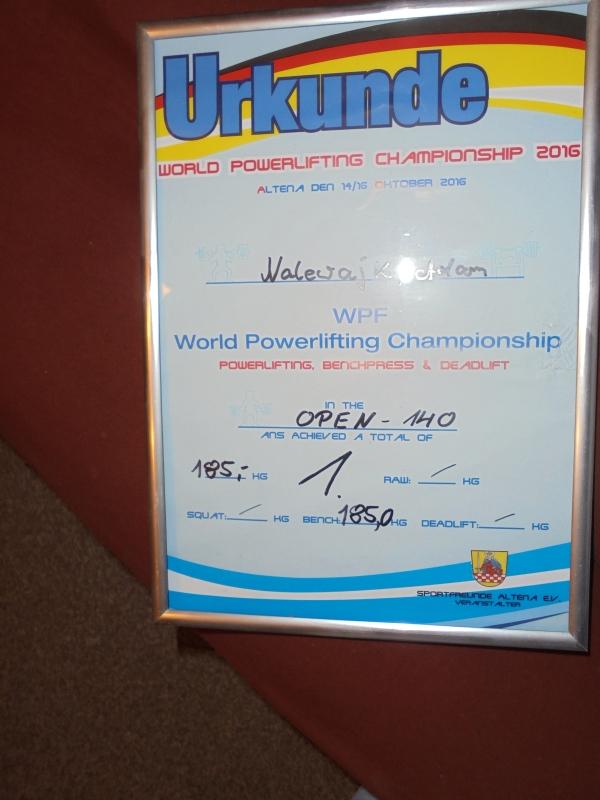 Urkunde
WORLD POWERLIFTING CHAMPIONSHIP 2016
ALTENA DEN 14/16 OKTOBER 2016
Nalewajk Adam
WPF
World Powerlifting Championship
POWERLIFTING, BENCHPRESS & DEADLIFT
IN THE
OPEN - 140
ANS ACHIEVED A TOTAL OF
185,- KG 1. RAW: / KG
SQUAT: / KG BENCH: 185,0 KG DEADLIFT: / KG
SPORTFREUNDE ALTENA E.V.
VERANSTALTER